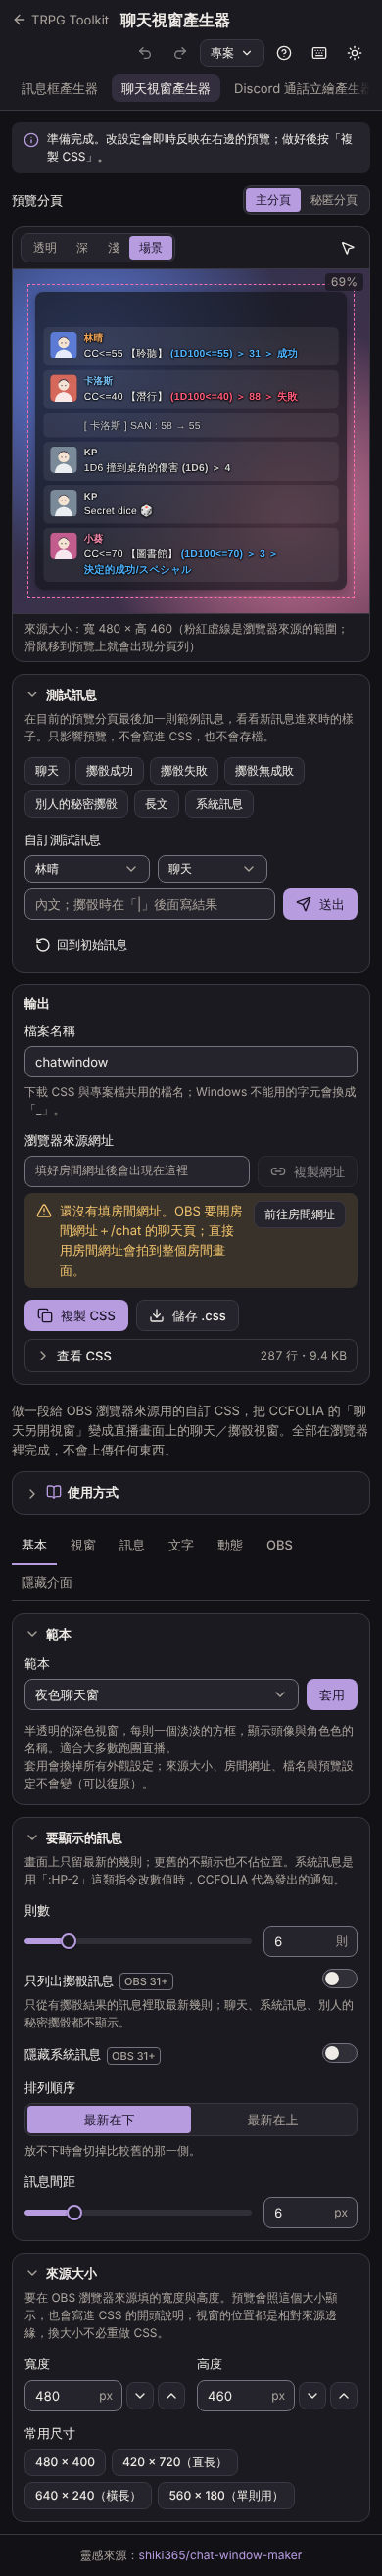 TRPG Toolkit 聊天視窗產生器
專案
訊息框產生器 聊天視窗產生器 Discord 通話立繪產生器
準備完成。改設定會即時反映在右邊的預覽；做好後按「複
製 CSS」。
預覽分頁 主分頁 秘匿分頁
透明 深 淺 場景
69%
林晴
CC<=55 【聆聽】 (1D100<=55) ＞ 31 ＞ 成功
卡洛斯
CC<=40 【潛行】 (1D100<=40) ＞ 88 ＞ 失敗
[ 卡洛斯 ] SAN : 58 → 55
KP
1D6 撞到桌角的傷害 (1D6) ＞ 4
KP
Secret dice 🎲
小葵
CC<=70 【圖書館】 (1D100<=70) ＞ 3 ＞
決定的成功/スペシャル
來源大小：寬 480 × 高 460（粉紅虛線是瀏覽器來源的範圍；
滑鼠移到預覽上就會出現分頁列）
測試訊息
在目前的預覽分頁最後加一則範例訊息，看看新訊息進來時的樣
子。只影響預覽，不會寫進 CSS，也不會存檔。
聊天 擲骰成功 擲骰失敗 擲骰無成敗
別人的秘密擲骰 長文 系統訊息
自訂測試訊息
林晴 聊天
內文；擲骰時在「|」後面寫結果 送出
回到初始訊息
輸出
檔案名稱
chatwindow
下載 CSS 與專案檔共用的檔名；Windows 不能用的字元會換成
「_」。
瀏覽器來源網址
填好房間網址後會出現在這裡 複製網址
還沒有填房間網址。OBS 要開房 前往房間網址
間網址＋/chat 的聊天頁；直接
用房間網址會拍到整個房間畫
面。
複製 CSS 儲存 .css
查看 CSS 287 行・9.4 KB
做一段給 OBS 瀏覽器來源用的自訂 CSS，把 CCFOLIA 的「聊
天另開視窗」變成直播畫面上的聊天／擲骰視窗。全部在瀏覽器
裡完成，不會上傳任何東西。
使用方式
基本 視窗 訊息 文字 動態 OBS
隱藏介面
範本
範本
夜色聊天窗 套用
半透明的深色視窗，每則一個淡淡的方框，顯示頭像與角色色的
名稱。適合大多數跑團直播。
套用會換掉所有外觀設定；來源大小、房間網址、檔名與預覽設
定不會變（可以復原）。
要顯示的訊息
畫面上只留最新的幾則；更舊的不顯示也不佔位置。系統訊息是
用「:HP-2」這類指令改數值時，CCFOLIA 代為發出的通知。
則數
6 則
只列出擲骰訊息 OBS 31+
只從有擲骰結果的訊息裡取最新幾則；聊天、系統訊息、別人的
秘密擲骰都不顯示。
隱藏系統訊息 OBS 31+
排列順序
最新在下 最新在上
放不下時會切掉比較舊的那一側。
訊息間距
6 px
來源大小
要在 OBS 瀏覽器來源填的寬度與高度。預覽會照這個大小顯
示，也會寫進 CSS 的開頭說明；視窗的位置都是相對來源邊
緣，換大小不必重做 CSS。
寬度 高度
480 px 460 px
常用尺寸
480 × 400 420 × 720（直長）
640 × 240（橫長） 560 × 180（單則用）
靈感來源：shiki365/chat-window-maker